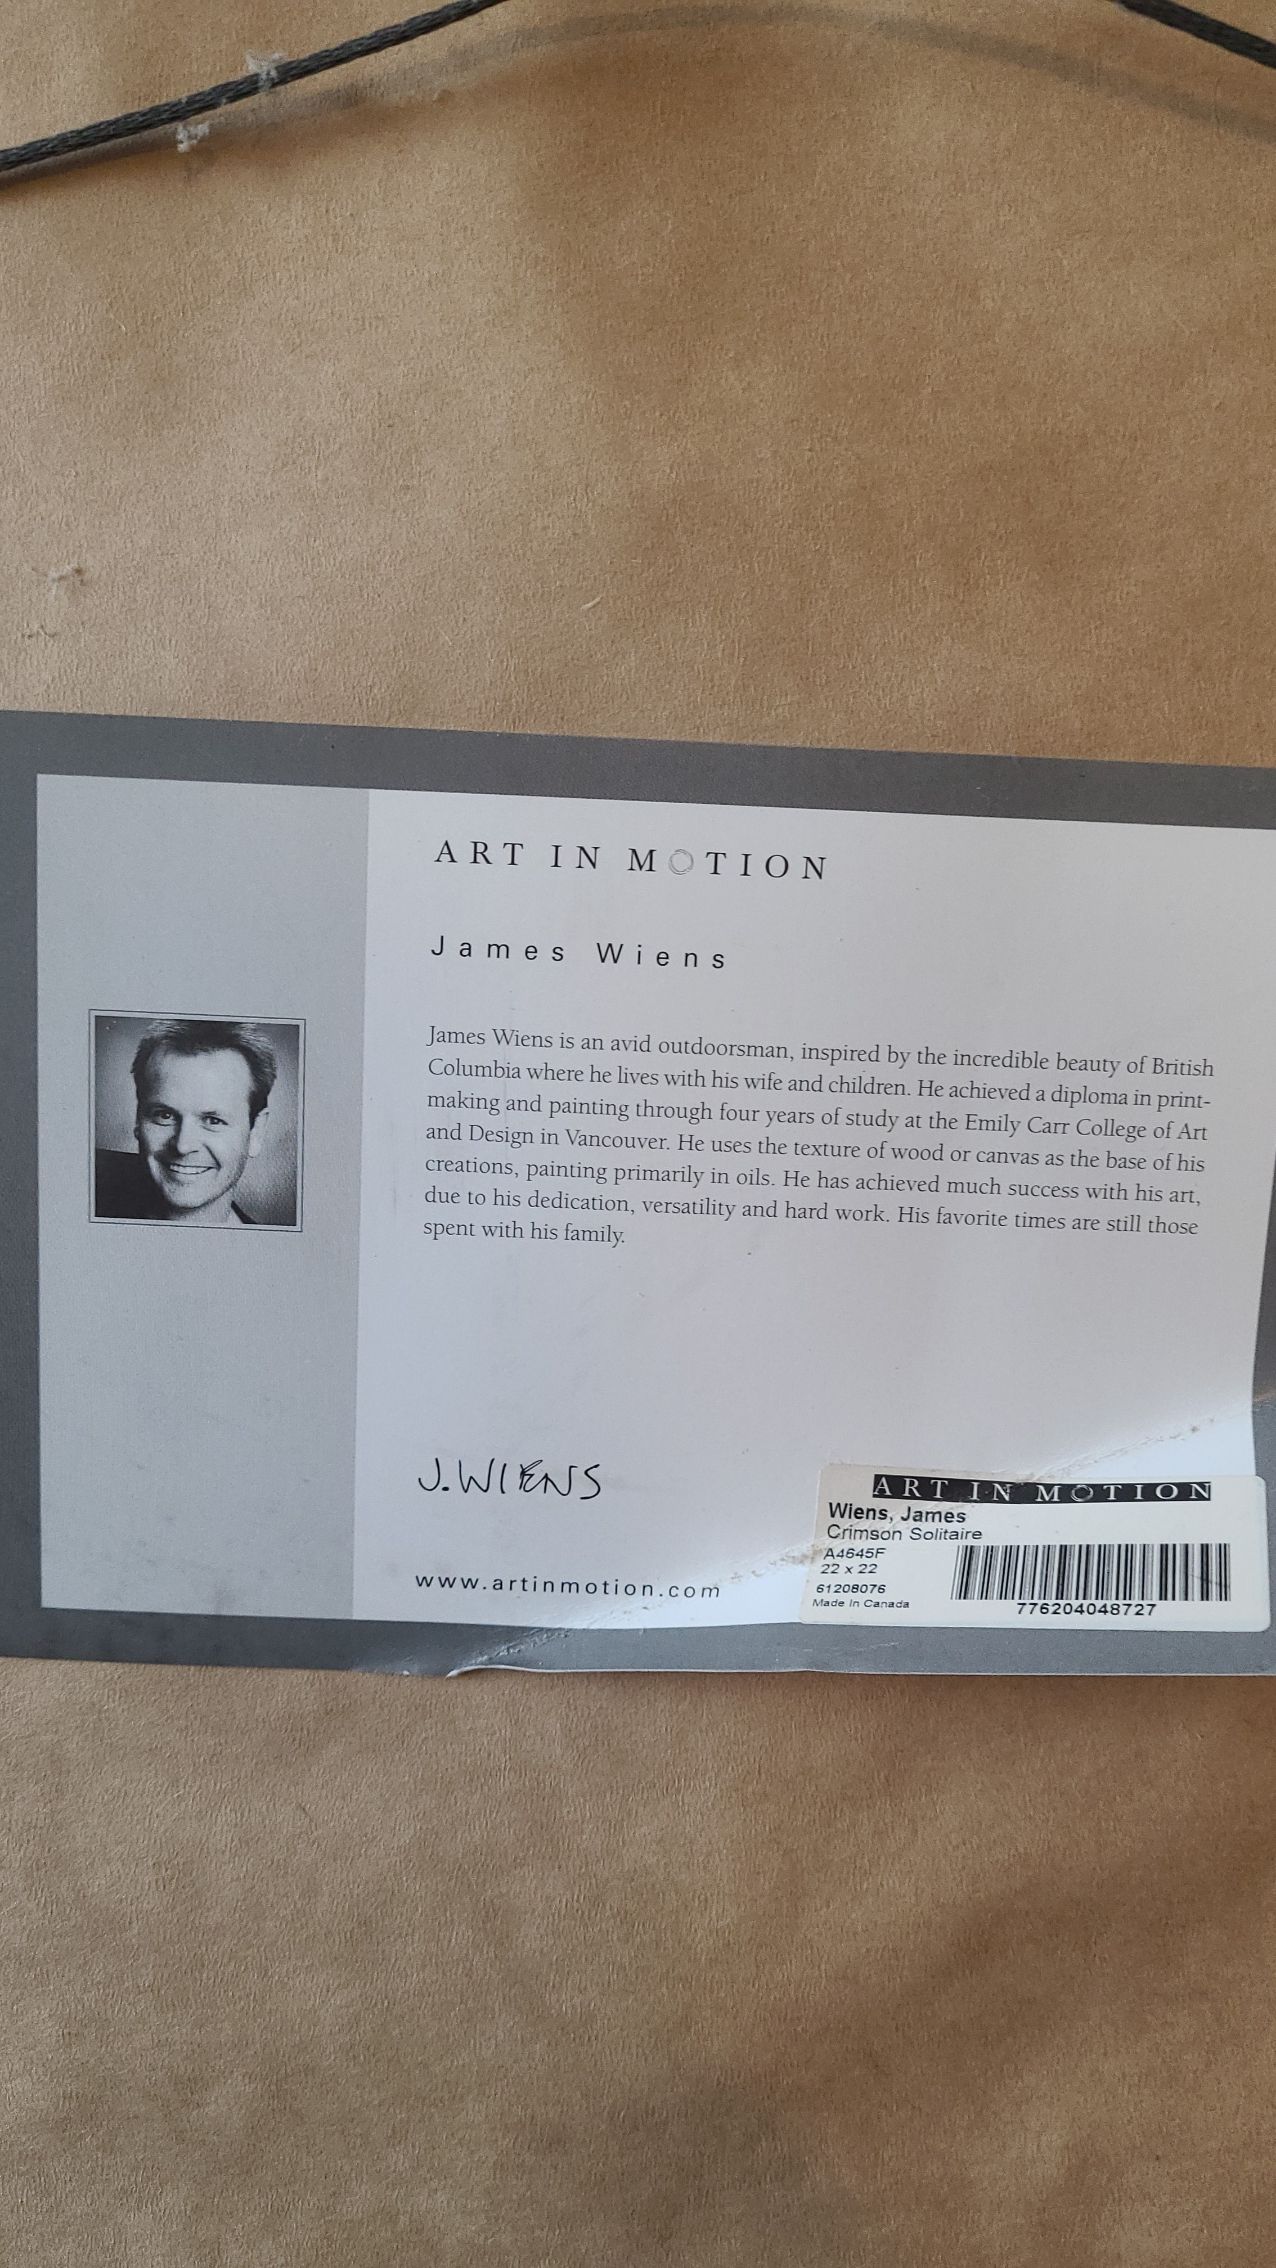 ART IN MOTION
James Wiens
James Wiens is an avid outdoorsman, inspired by the incredible beauty of British
Columbia where he lives with his wife and children. He achieved a diploma in print-
making and painting through four years of study at the Emily Carr College of Art
and Design in Vancouver. He uses the texture of wood or canvas as the base of his
creations, painting primarily in oils. He has achieved much success with his art,
due to his dedication, versatility and hard work. His favorite times are still those
spent with his family.
J. WIENS
www.artinmotion.com
ART IN MOTION
Wiens, James
Crimson Solitaire
A4645F
22 x 22
61208076
Made In Canada
776204048727